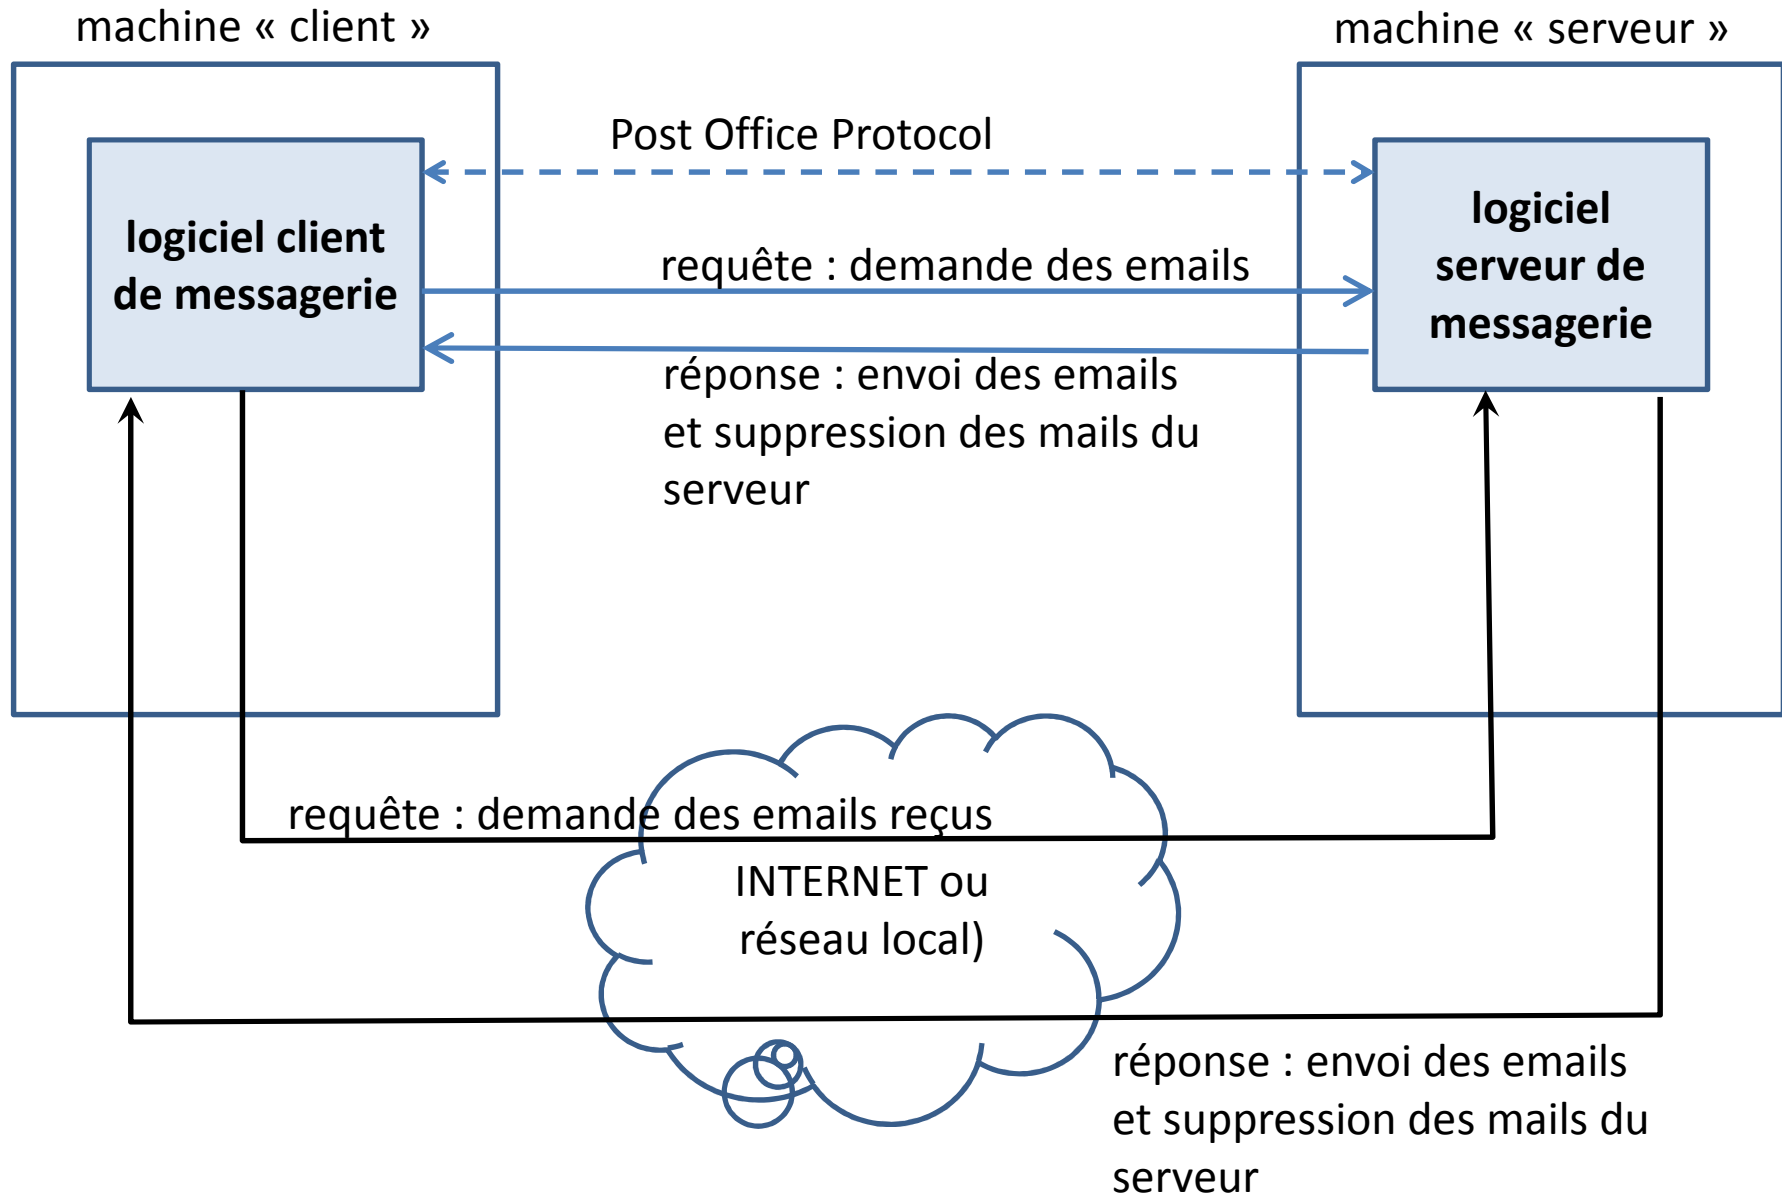 machine « client »
machine « serveur »
Post Office Protocol
logiciel client
de messagerie
logiciel
serveur de
messagerie
requête : demande des emails
réponse : envoi des emails
et suppression des mails du
serveur
requête : demande des emails reçus
INTERNET ou
réseau local)
réponse : envoi des emails
et suppression des mails du
serveur